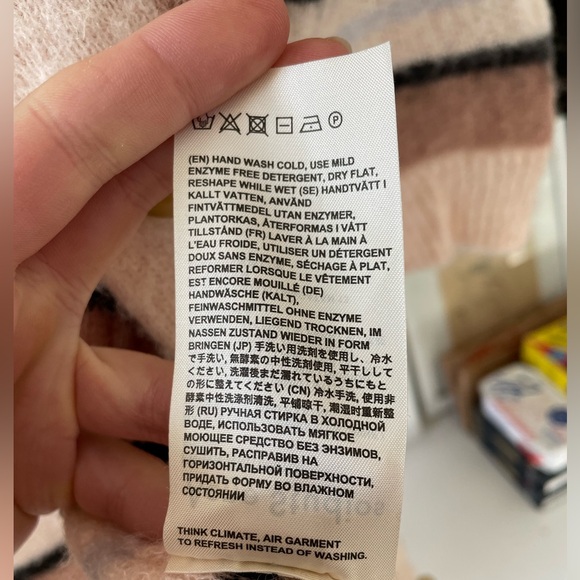 P
(EN) HAND WASH COLD, USE MILD
ENZYME FREE DETERGENT, DRY FLAT,
RESHAPE WHILE WET (SE) HANDTVÄTT I
KALLT VATTEN, ANVÄND
FINTVÄTTMEDEL UTAN ENZYMER,
PLANTORKAS, ÅTERFORMAS I VÅTT
TILLSTÅND (FR) LAVER À LA MAIN À
L'EAU FROIDE, UTILISER UN DÉTERGENT
DOUX SANS ENZYME, SÉCHAGE À PLAT,
REFORMER LORSQUE LE VÊTEMENT
EST ENCORE MOUILLÉ (DE)
HANDWÄSCHE (KALT),
FEINWASCHMITTEL OHNE ENZYME
VERWENDEN, LIEGEND TROCKNEN, IM
NASSEN ZUSTAND WIEDER IN FORM
BRINGEN (JP) 手洗い用洗剤を使用し、冷水
で手洗い, 無酵素の中性洗剤使用, 平干ししてください,
ください, 洗濯後まだ濡れているうちにもと
の形に整えてください (CN) 冷水手洗, 使用非
酵素中性洗涤剂清洗, 平铺晾干, 潮湿时重新整
形 (RU) РУЧНАЯ СТИРКА В ХОЛОДНОЙ
ВОДЕ, ИСПОЛЬЗОВАТЬ МЯГКОЕ
МОЮЩЕЕ СРЕДСТВО БЕЗ ЭНЗИМОВ,
СУШИТЬ, РАСПРАВИВ НА
ГОРИЗОНТАЛЬНОЙ ПОВЕРХНОСТИ,
ПРИДАТЬ ФОРМУ ВО ВЛАЖНОМ
СОСТОЯНИИ
Studios
THINK CLIMATE, AIR GARMENT
TO REFRESH INSTEAD OF WASHING.